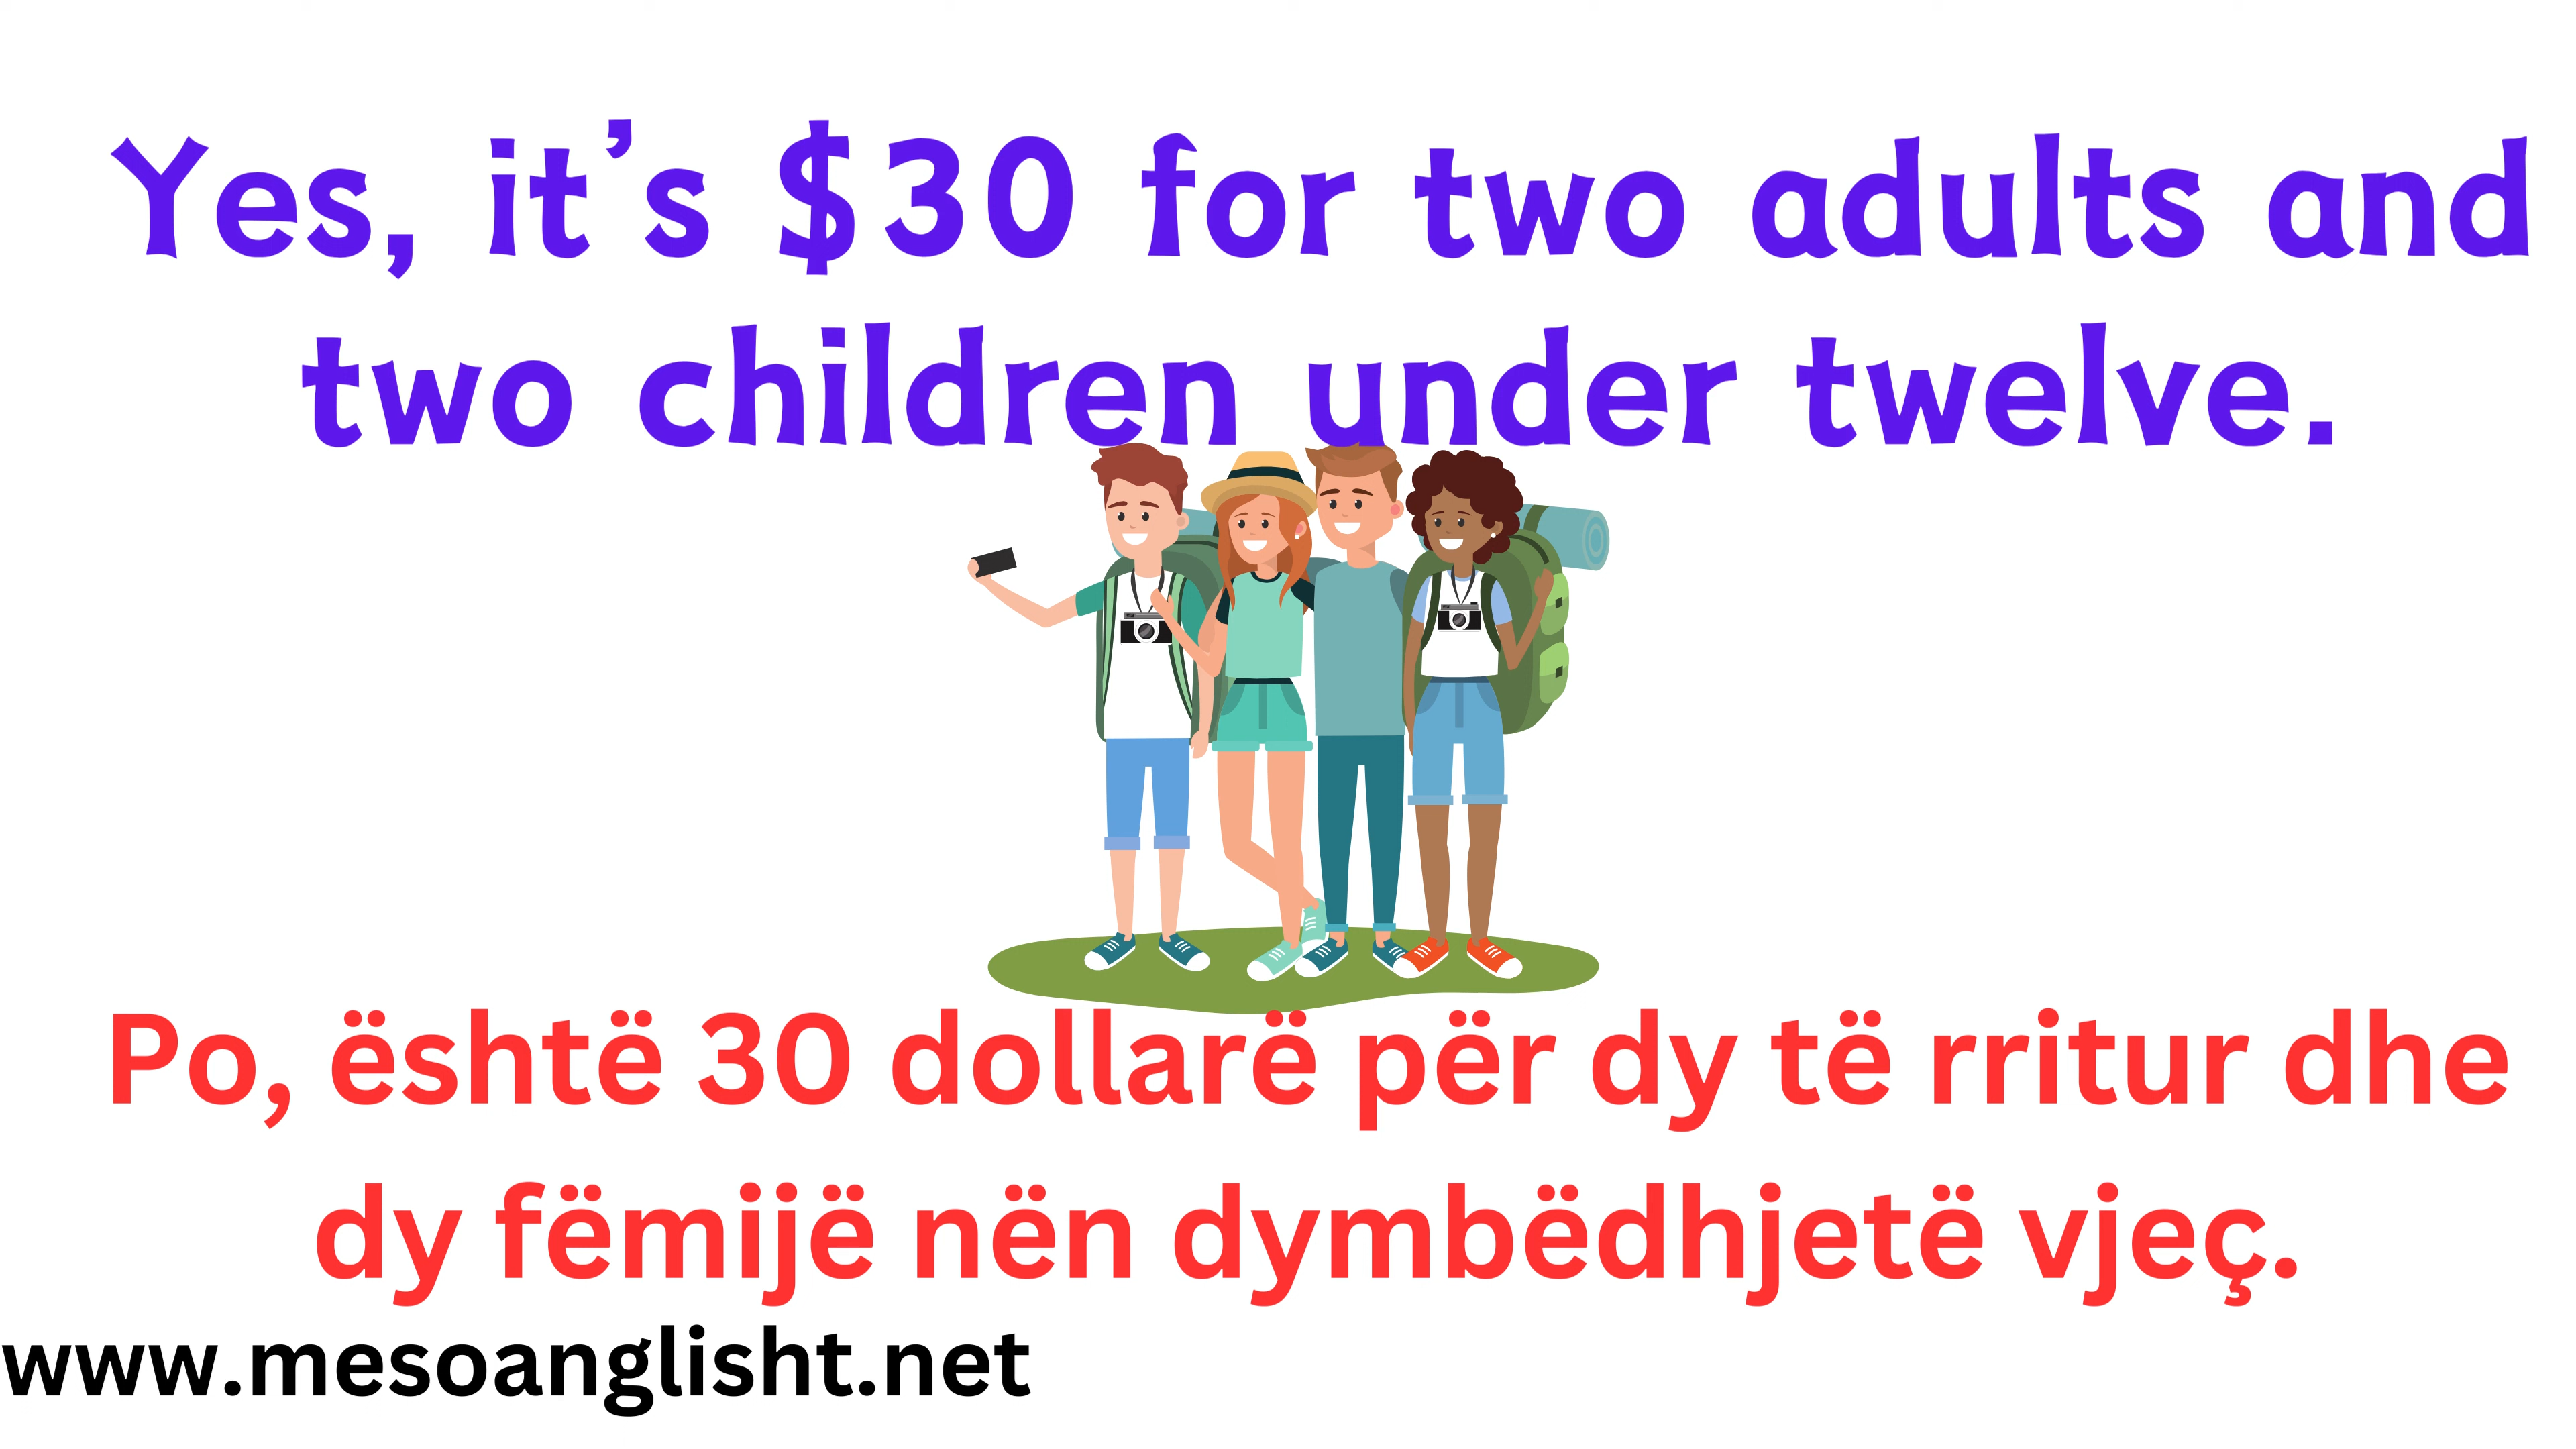 Yes, it’s $30 for two adults and
two children under twelve.
Po, është 30 dollarë për dy të rritur dhe
dy fëmijë nën dymbëdhjetë vjeç.
www.mesoanglisht.net